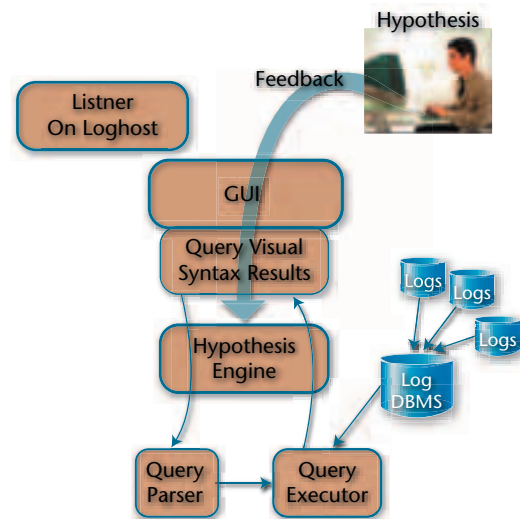 Hypothesis
Feedback
Listner
On Loghost
GUI
Query Visual
Syntax Results
Logs
Logs
Logs
Hypothesis
Engine
Log
DBMS
Query
Parser
Query
Executor